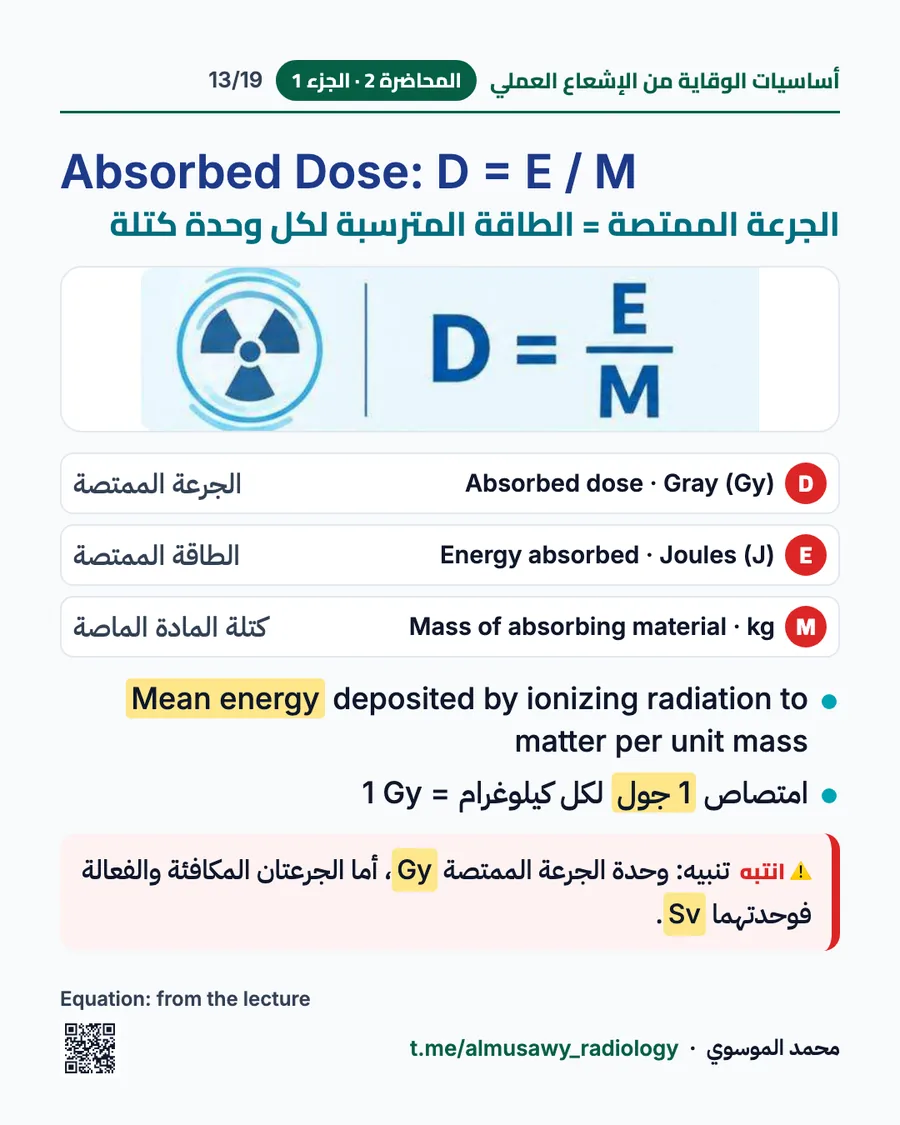 أساسيات الوقاية من الإشعاع العملي
المحاضرة 2 · الجزء 1
13/19
Absorbed Dose: D = E / M
الجرعة الممتصة = الطاقة المترسبة لكل وحدة كتلة
D = E / M
D Absorbed dose · Gray (Gy) الجرعة الممتصة
E Energy absorbed · Joules (J) الطاقة الممتصة
M Mass of absorbing material · kg كتلة المادة الماصة
Mean energy deposited by ionizing radiation to
matter per unit mass
امتصاص 1 جول لكل كيلوغرام = 1 Gy
⚠️ انتبه تنبيه: وحدة الجرعة الممتصة Gy، أما الجرعتان المكافئة والفعالة
فوحدتهما Sv.
Equation: from the lecture
محمد الموسوي · t.me/almusawy_radiology